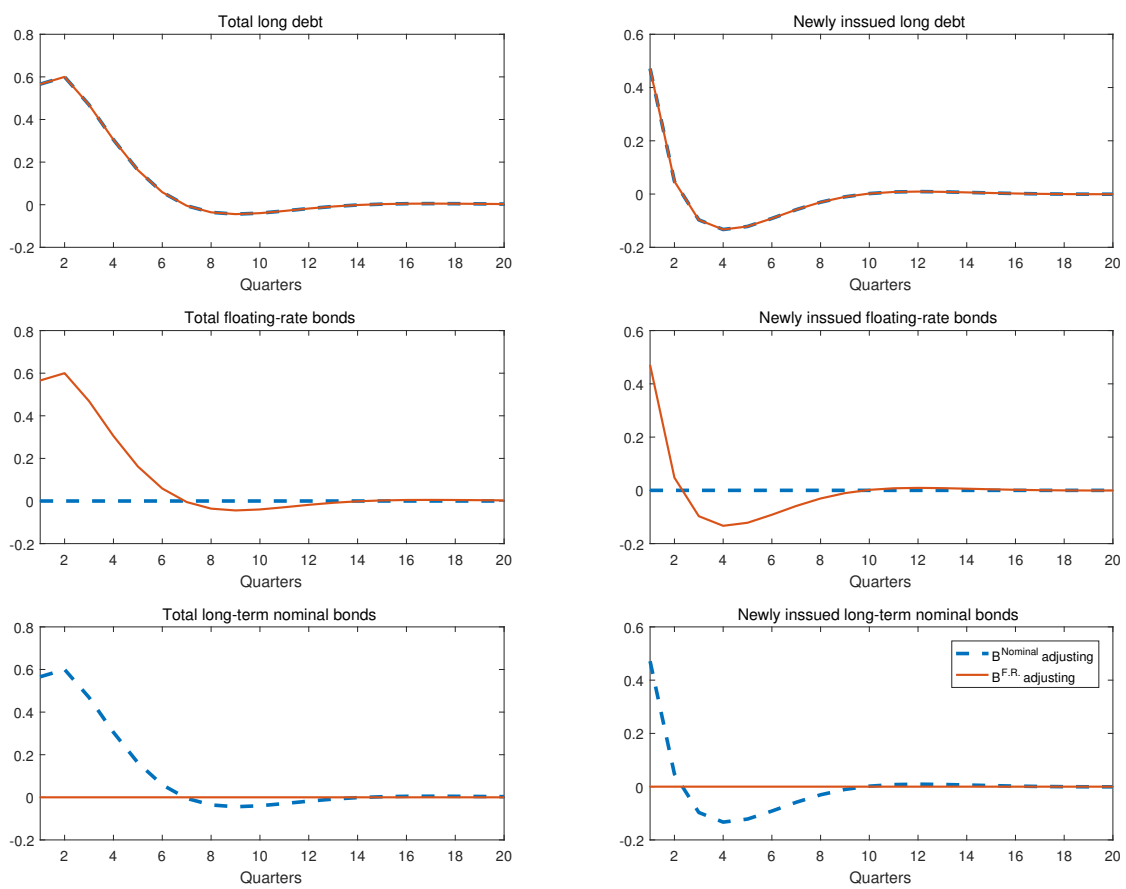 Total long debt
0.8
0.6
0.4
0.2
0
-0.2
2 4 6 8 10 12 14 16 18 20
Quarters
Newly inssued long debt
0.6
0.4
0.2
0
-0.2
2 4 6 8 10 12 14 16 18 20
Quarters
Total floating-rate bonds
0.8
0.6
0.4
0.2
0
-0.2
2 4 6 8 10 12 14 16 18 20
Quarters
Newly inssued floating-rate bonds
0.6
0.4
0.2
0
-0.2
2 4 6 8 10 12 14 16 18 20
Quarters
Total long-term nominal bonds
0.8
0.6
0.4
0.2
0
-0.2
2 4 6 8 10 12 14 16 18 20
Quarters
Newly inssued long-term nominal bonds
0.6
0.4
0.2
0
-0.2
B^Nominal adjusting
B^F.R. adjusting
2 4 6 8 10 12 14 16 18 20
Quarters